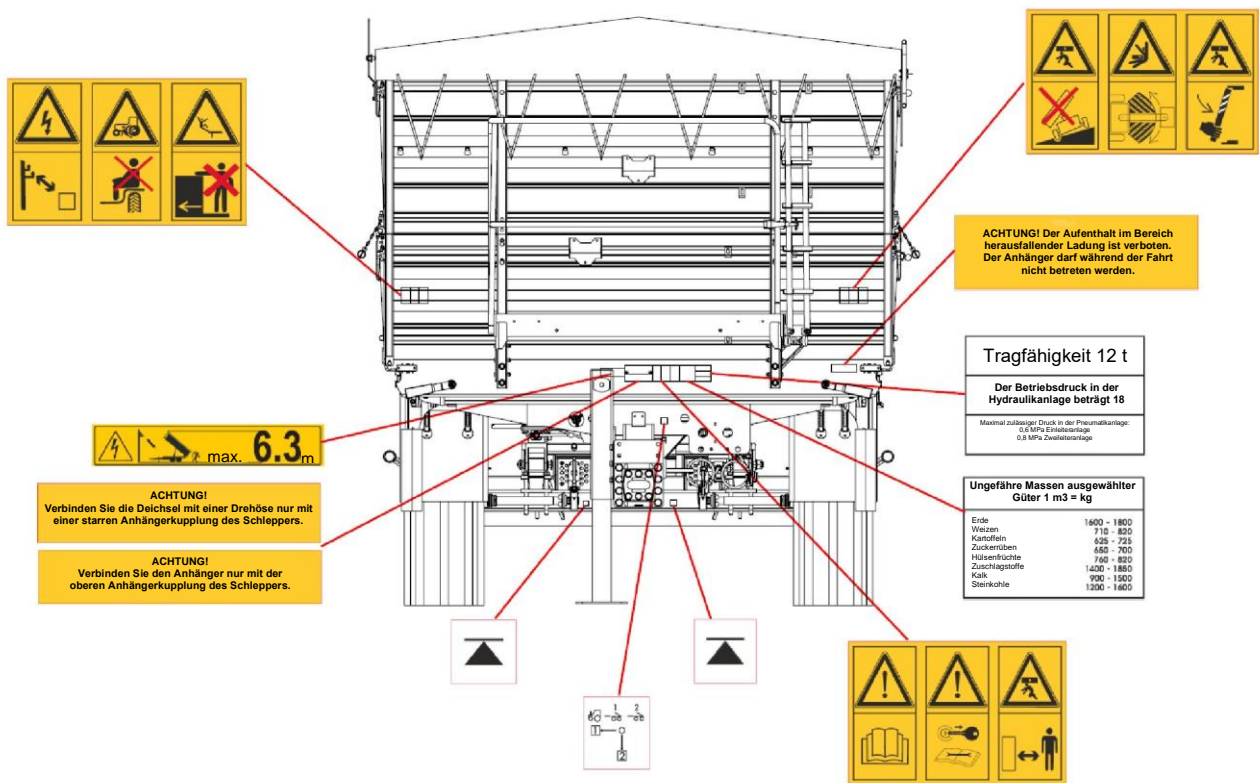 ACHTUNG! Der Aufenthalt im Bereich
herausfallender Ladung ist verboten.
Der Anhänger darf während der Fahrt
nicht betreten werden.
Tragfähigkeit 12 t
Der Betriebsdruck in der
Hydraulikanlage beträgt 18
Maximal zulässiger Druck in der Pneumatikanlage:
0,6 MPa Einleiteranlage
0,8 MPa Zweileiteranlage
max. 6.3m
ACHTUNG!
Verbinden Sie die Deichsel mit einer Drehöse nur mit
einer starren Anhängerkupplung des Schleppers.
ACHTUNG!
Verbinden Sie den Anhänger nur mit der
oberen Anhängerkupplung des Schleppers.
Ungefähre Massen ausgewählter
Güter 1 m3 = kg
Erde 1600 - 1800
Weizen 710 - 820
Kartoffeln 625 - 725
Zuckerrüben 650 - 700
Hülsenfrüchte 760 - 820
Zuschlagstoffe 1400 - 1850
Kalk 900 - 1500
Steinkohle 1200 - 1600
1 2
1
2